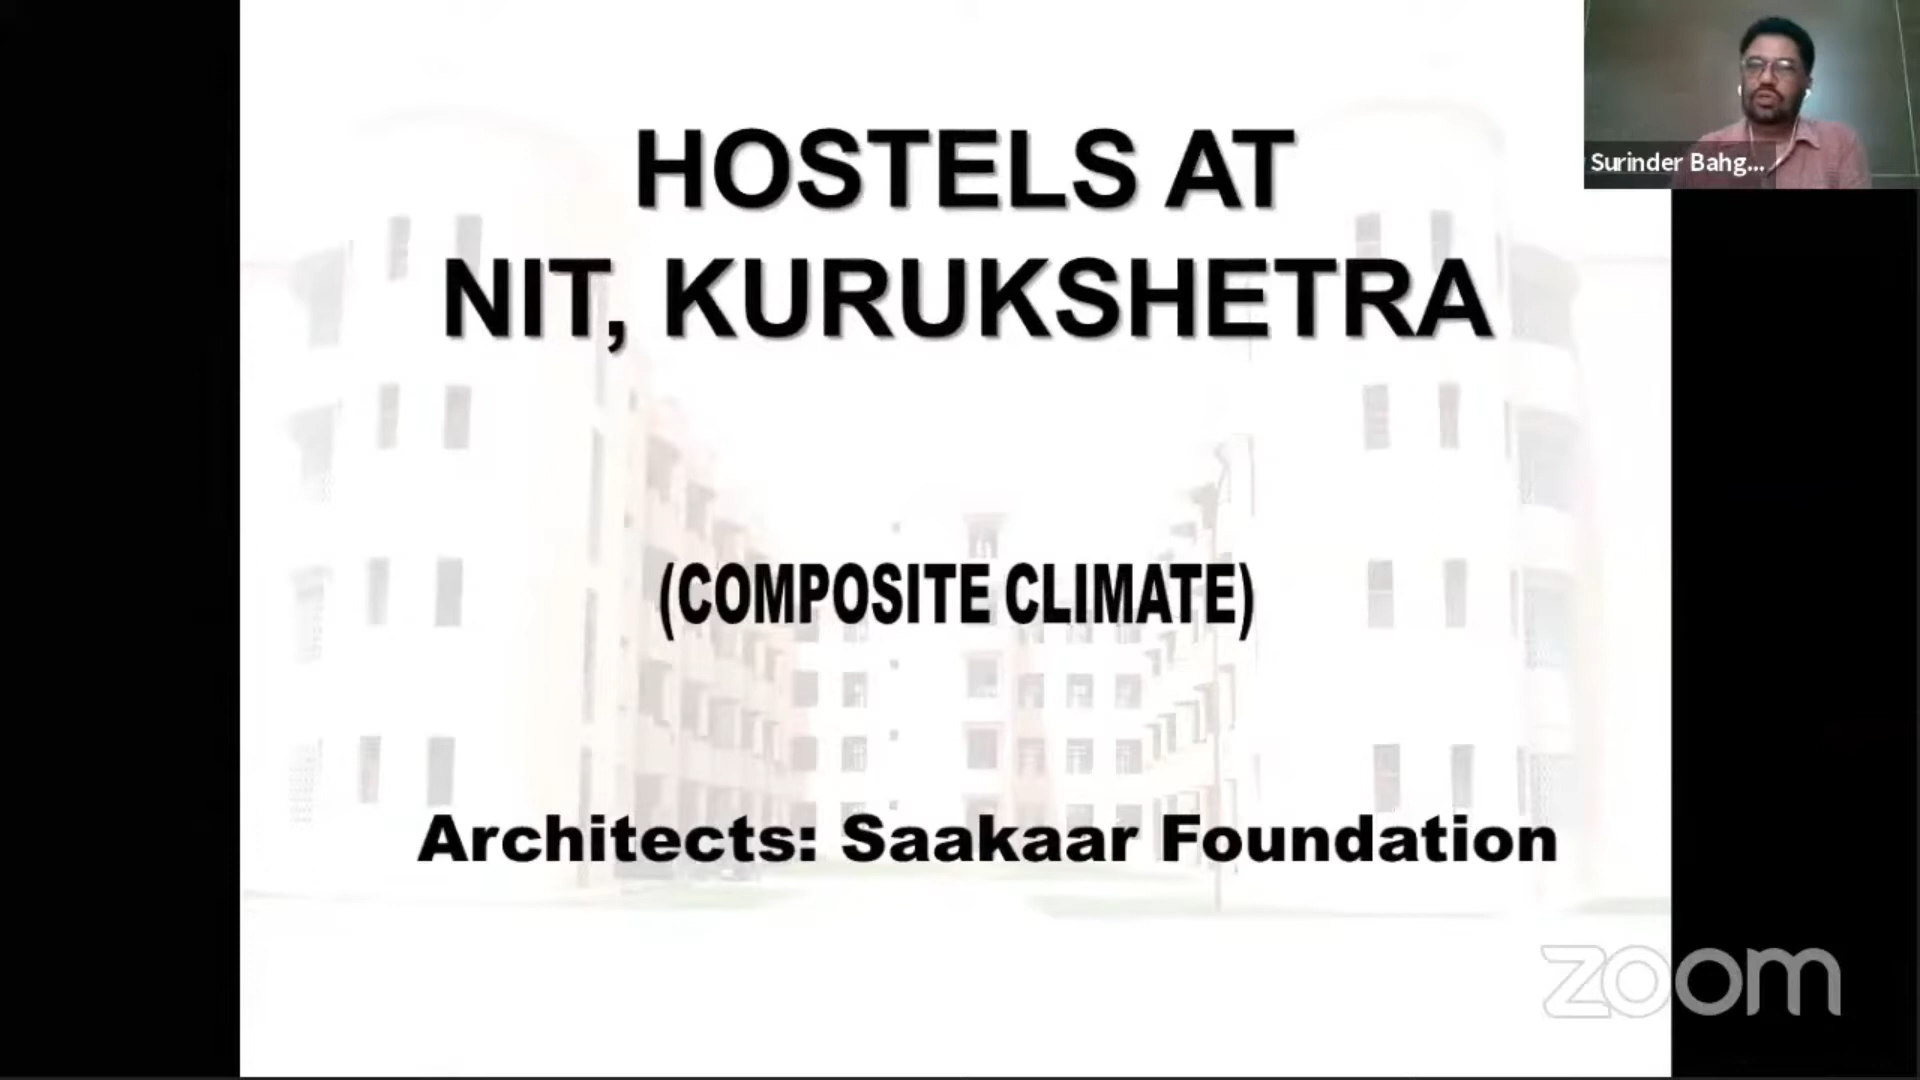 HOSTELS AT
NIT, KURUKSHETRA
(COMPOSITE CLIMATE)
Architects: Saakaar Foundation
Surinder Bahg...
zoom